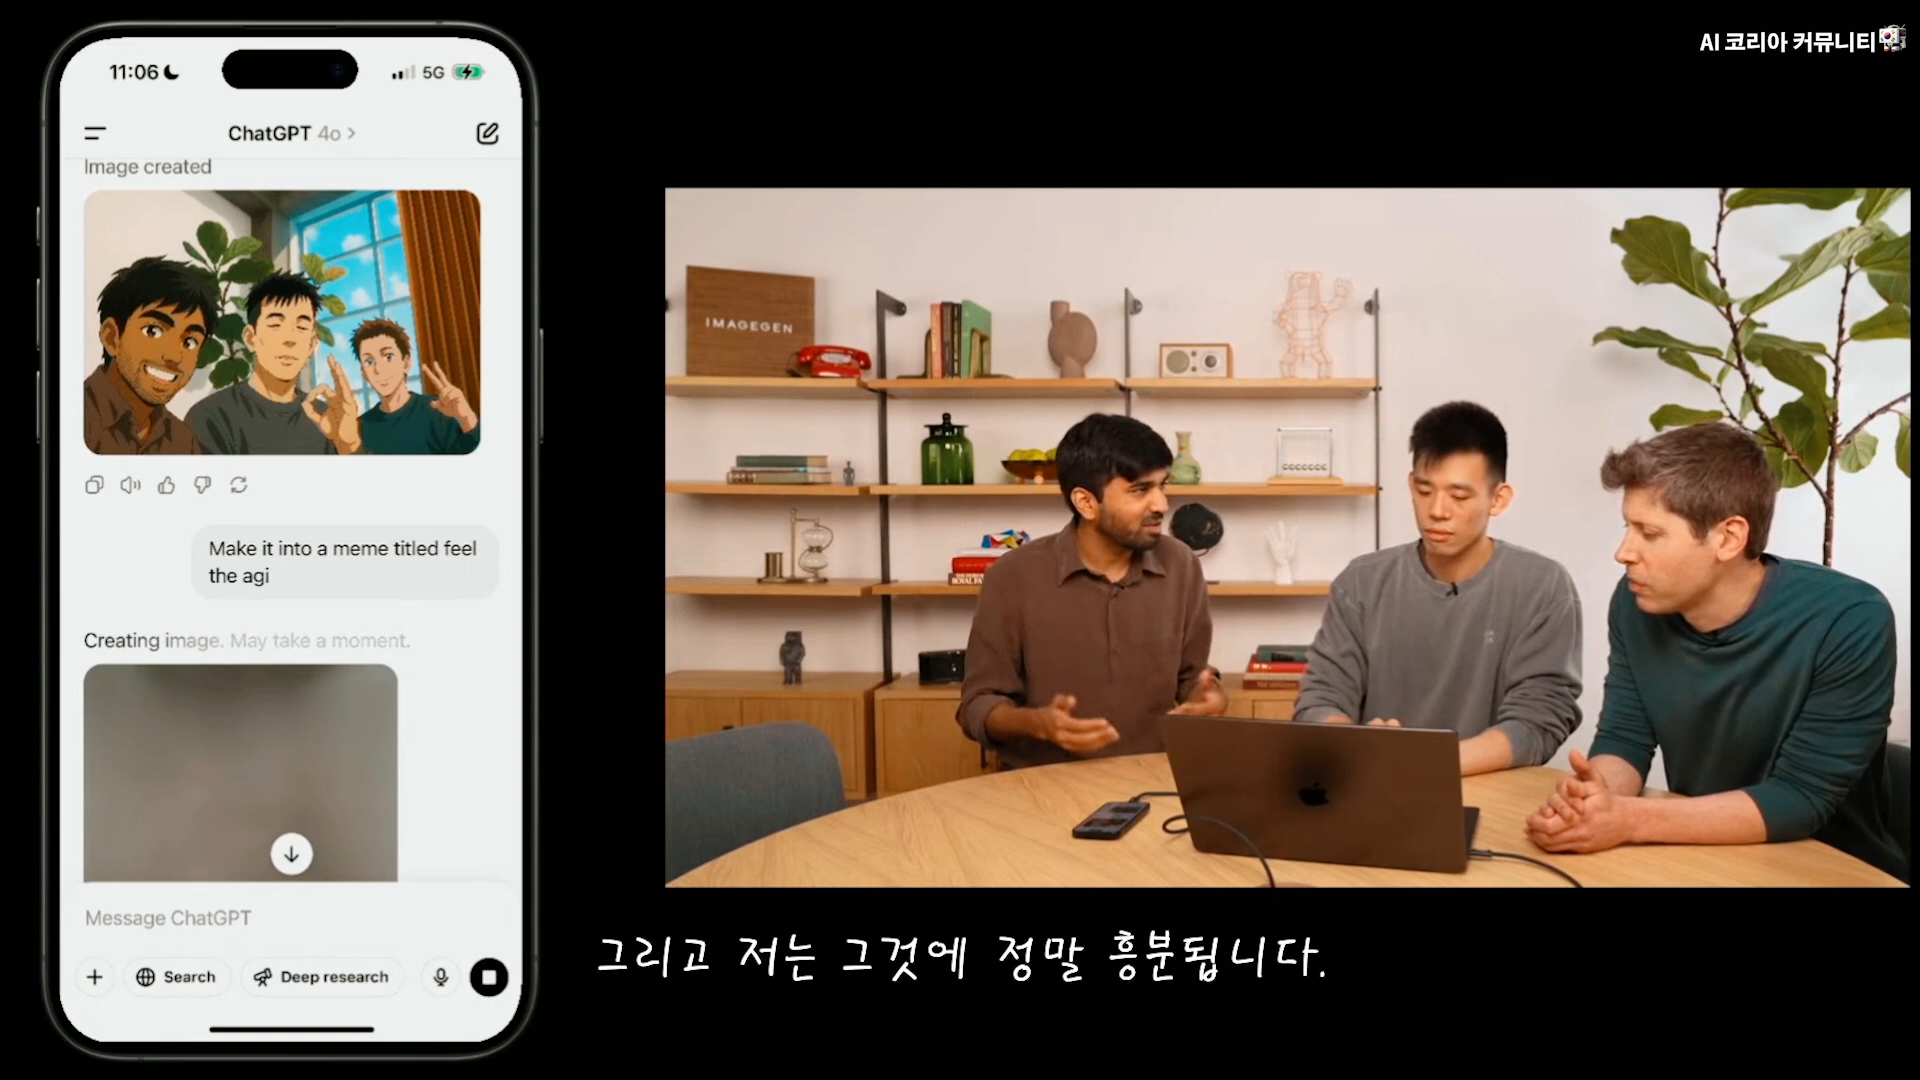 AI 코리아 커뮤니티
11:06
5G
ChatGPT 4o >
Image created
Make it into a meme titled feel
the agi
Creating image. May take a moment.
Message ChatGPT
Search
Deep research
IMAGEGEN
그리고 저는 그것에 정말 흥분됩니다.